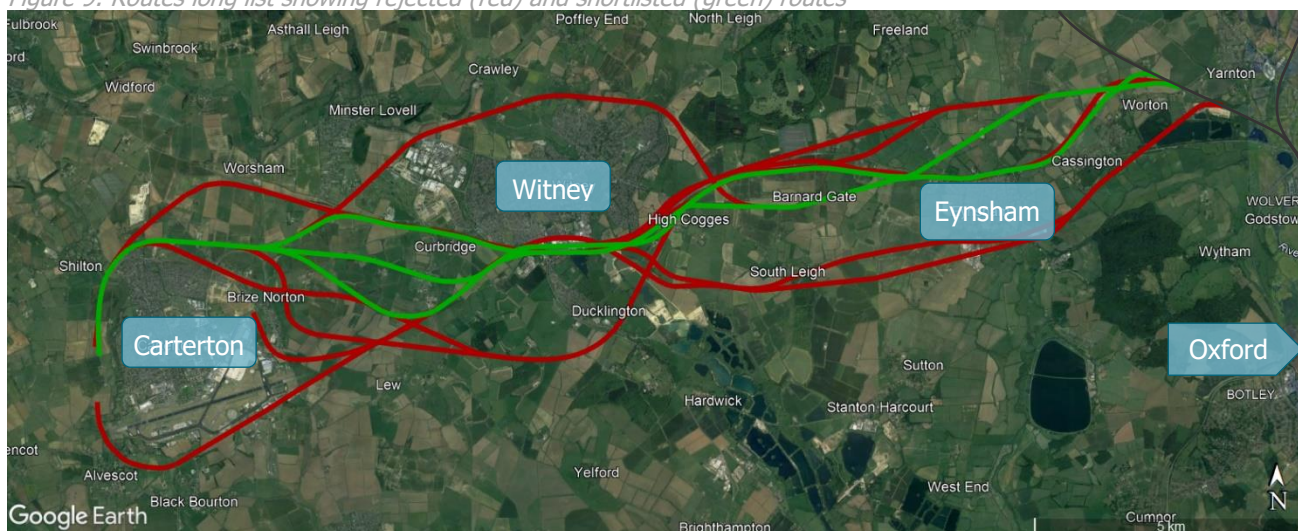 Figure 9: Routes long list showing rejected (red) and shortlisted (green) routes
Fulbrook
Asthall Leigh
Poffley End
North Leigh
Freeland
Swinbrook
ord
Widford
Crawley
Yarnton
Minster Lovell
Worton
Worsham
Cassington
Witney
Barnard Gate
Eynsham
WOLVER
Godstow
High Cogges
Curbridge
Shilton
Wytham
South Leigh
Brize Norton
Ducklington
Carterton
Oxford
Sutton
Lew
BOTLEY
Hardwick
Stanton Harcourt
encot
Alvescot
Yelford
West End
Black Bourton
N
Google Earth
Brighthampton
Cumnor
5 km